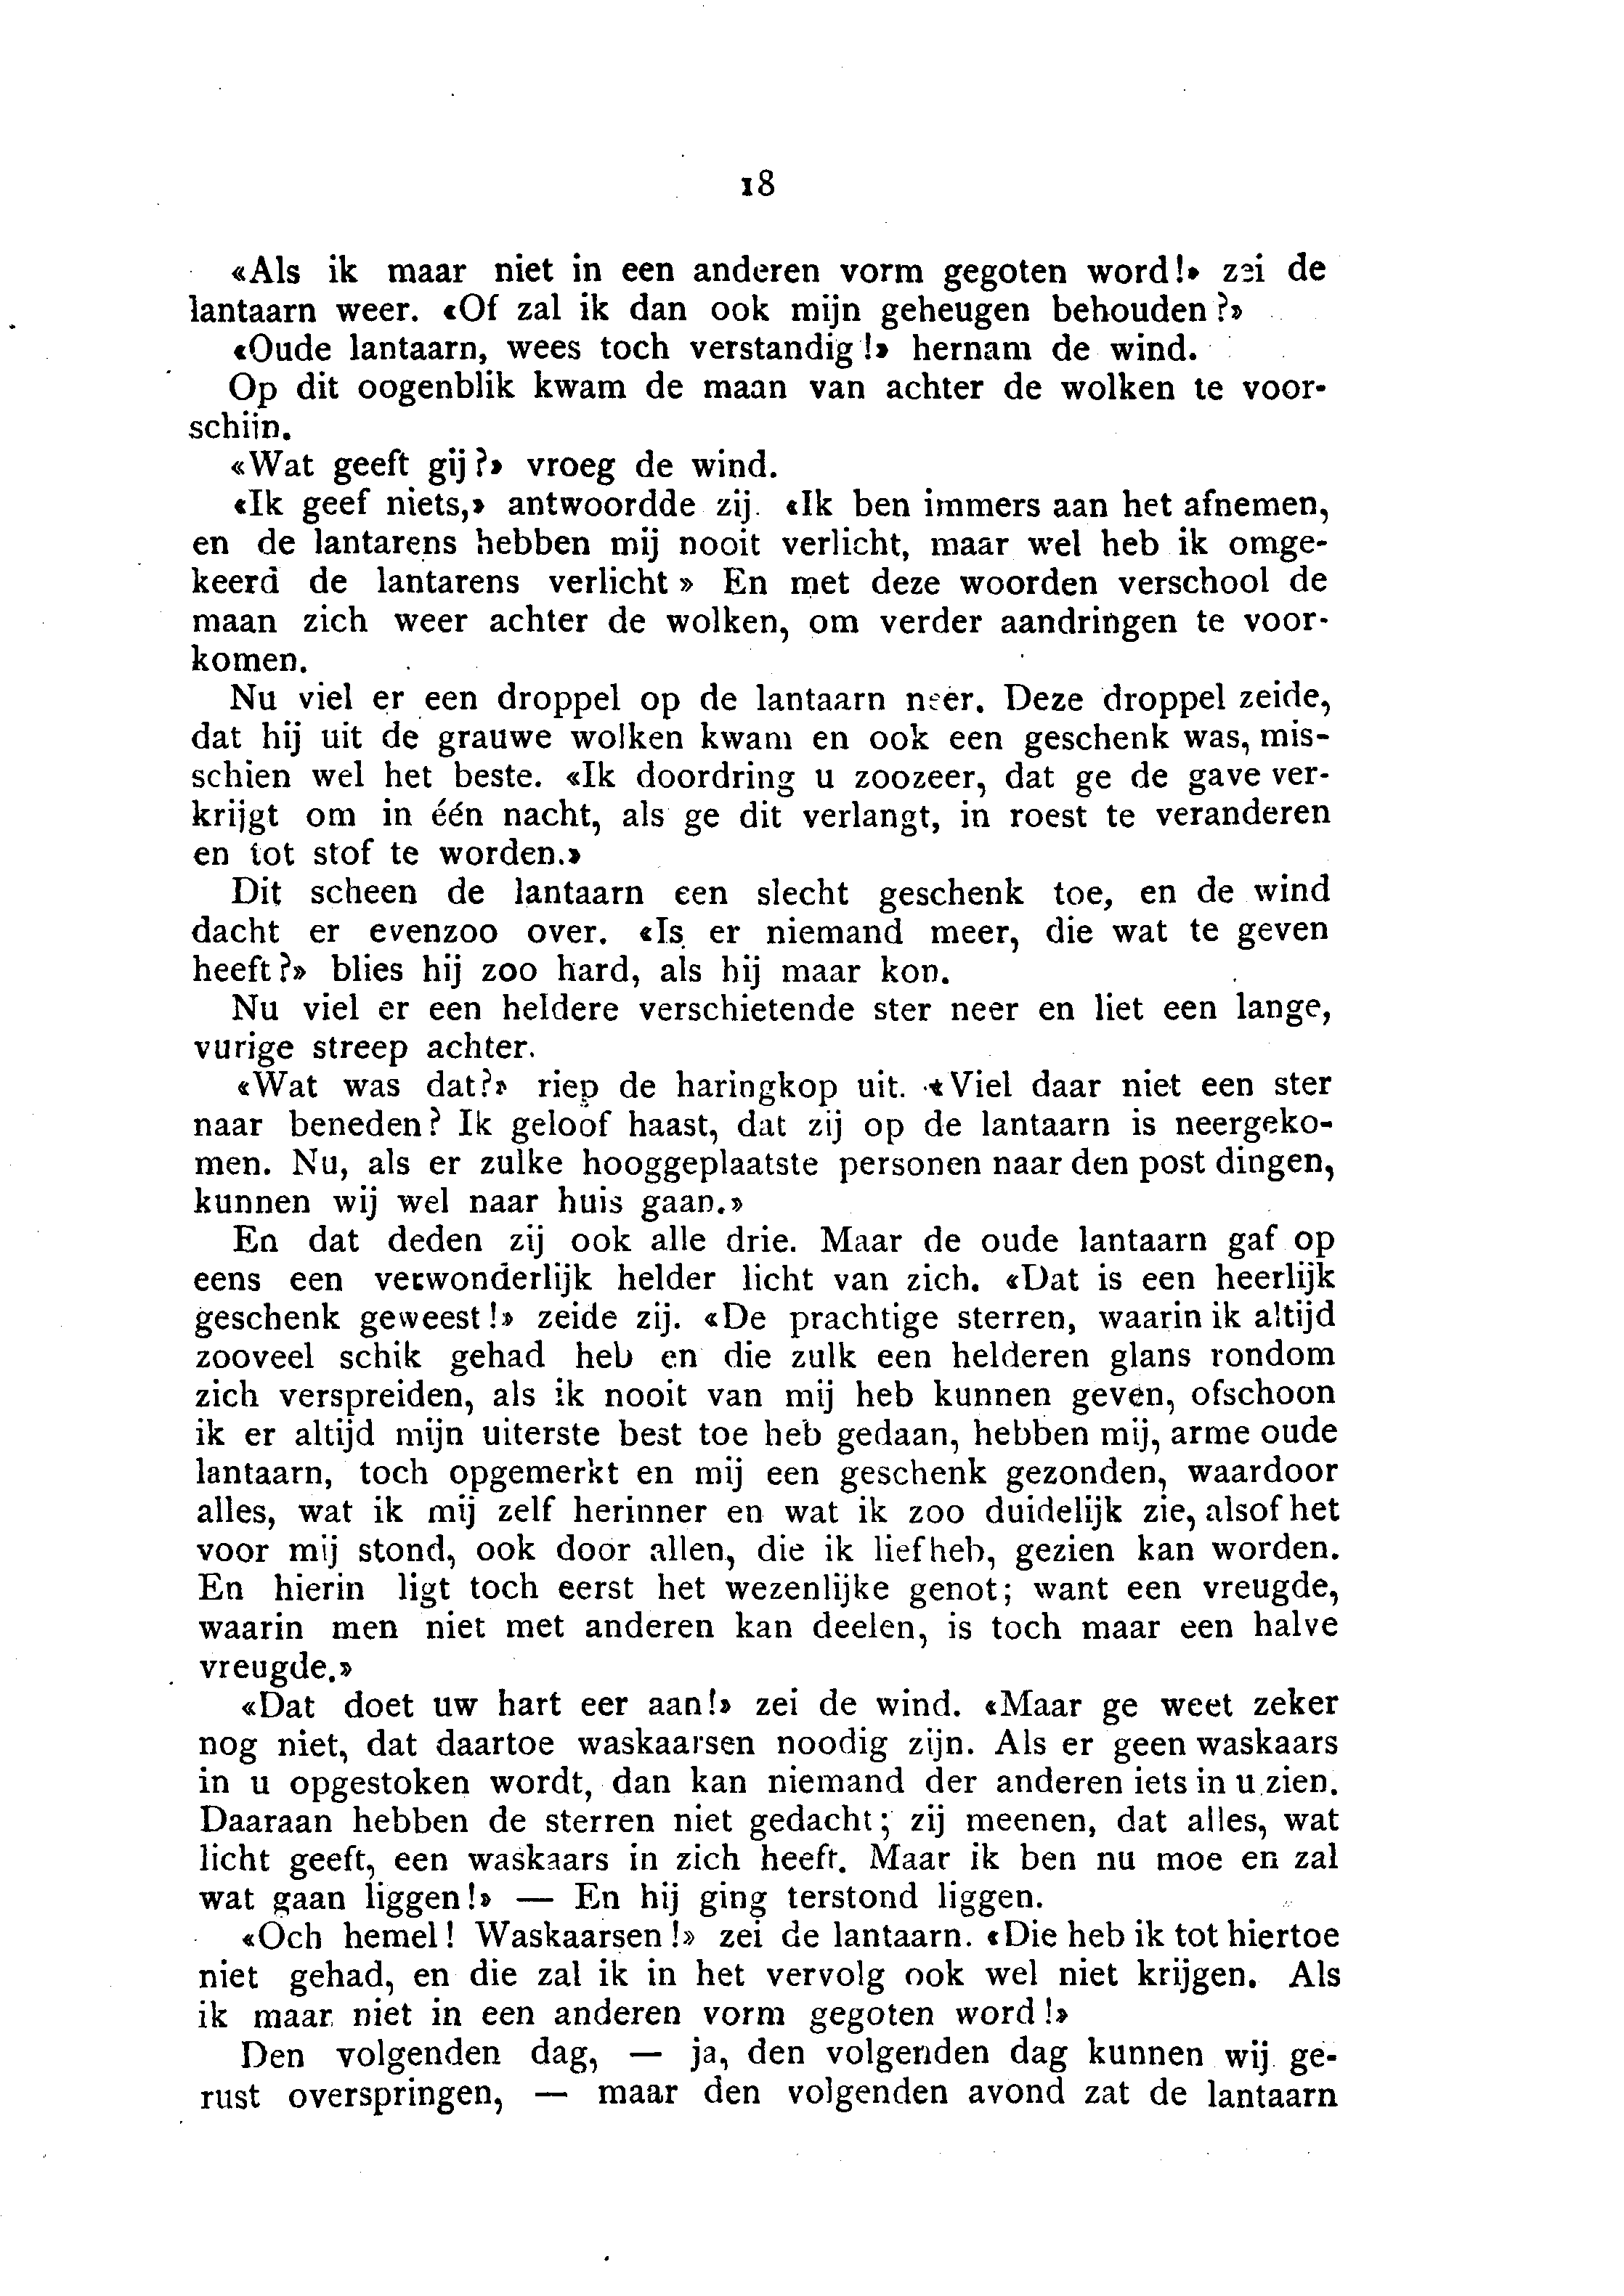 18
«Als ik maar niet in een anderen vorm gegoten word!» zei de
lantaarn weer. «Of zal ik dan ook mijn geheugen behouden?»
«Oude lantaarn, wees toch verstandig!» hernam de wind.
Op dit oogenblik kwam de maan van achter de wolken te voor-
schijn.
«Wat geeft gij?» vroeg de wind.
«Ik geef niets,» antwoordde zij. «Ik ben immers aan het afnemen,
en de lantarens hebben mij nooit verlicht, maar wel heb ik omge-
keerd de lantarens verlicht» En met deze woorden verschool de
maan zich weer achter de wolken, om verder aandringen te voor-
komen.
Nu viel er een droppel op de lantaarn neer. Deze droppel zeide,
dat hij uit de grauwe wolken kwam en ook een geschenk was, mis-
schien wel het beste. «Ik doordring u zoozeer, dat ge de gave ver-
krijgt om in één nacht, als ge dit verlangt, in roest te veranderen
en tot stof te worden.»
Dit scheen de lantaarn een slecht geschenk toe, en de wind
dacht er evenzoo over. «Is er niemand meer, die wat te geven
heeft?» blies hij zoo hard, als hij maar kon.
Nu viel er een heldere verschietende ster neer en liet een lange,
vurige streep achter.
«Wat was dat?» riep de haringkop uit. «Viel daar niet een ster
naar beneden? Ik geloof haast, dat zij op de lantaarn is neergeko-
men. Nu, als er zulke hooggeplaatste personen naar den post dingen,
kunnen wij wel naar huis gaan.»
En dat deden zij ook alle drie. Maar de oude lantaarn gaf op
eens een verwonderlijk helder licht van zich. «Dat is een heerlijk
geschenk geweest!» zeide zij. «De prachtige sterren, waarin ik altijd
zooveel schik gehad heb en die zulk een helderen glans rondom
zich verspreiden, als ik nooit van mij heb kunnen geven, ofschoon
ik er altijd mijn uiterste best toe heb gedaan, hebben mij, arme oude
lantaarn, toch opgemerkt en mij een geschenk gezonden, waardoor
alles, wat ik mij zelf herinner en wat ik zoo duidelijk zie, alsof het
voor mij stond, ook door allen, die ik liefheb, gezien kan worden.
En hierin ligt toch eerst het wezenlijke genot; want een vreugde,
waarin men niet met anderen kan deelen, is toch maar een halve
vreugde.»
«Dat doet uw hart eer aan!» zei de wind. «Maar ge weet zeker
nog niet, dat daartoe waskaarsen noodig zijn. Als er geen waskaars
in u opgestoken wordt, dan kan niemand der anderen iets in u zien.
Daaraan hebben de sterren niet gedacht; zij meenen, dat alles, wat
licht geeft, een waskaars in zich heeft. Maar ik ben nu moe en zal
wat gaan liggen!» — En hij ging terstond liggen.
«Och hemel! Waskaarsen!» zei de lantaarn. «Die heb ik tot hiertoe
niet gehad, en die zal ik in het vervolg ook wel niet krijgen. Als
ik maar niet in een anderen vorm gegoten word!»
Den volgenden dag, — ja, den volgenden dag kunnen wij ge-
rust overspringen, — maar den volgenden avond zat de lantaarn